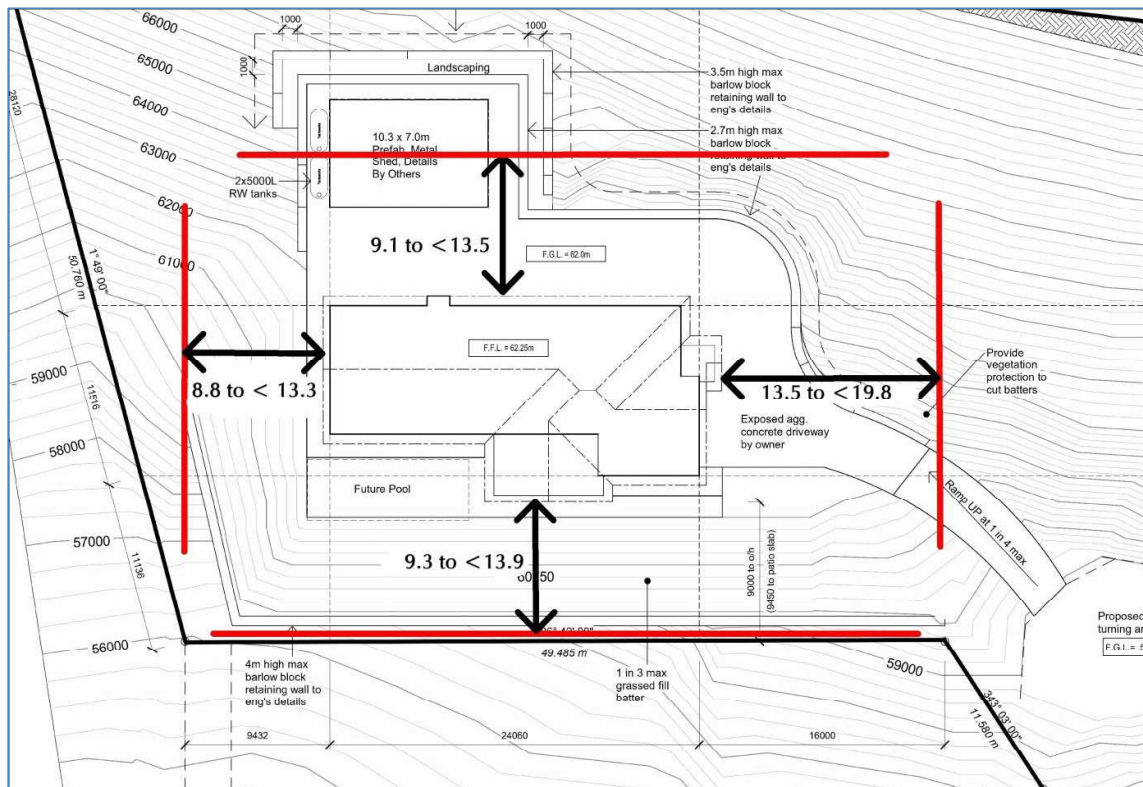 66000
65000
64000
63000
62000
61000
59000
58000
57000
56000
1000
1000
1000
Landscaping
3.5m high max
barlow block
retaining wall to
eng's details
2.7m high max
barlow block
retaining wall to
eng's details
10.3 x 7.0m
Prefab. Metal
Shed, Details
By Others
2x5000L
RW tanks
28120
1° 49' 00"
50.760 m
11516
11136
9.1 to <13.5
F.G.L. = 62.0m
F.F.L. = 62.25m
8.8 to < 13.3
13.5 to <19.8
Provide
vegetation
protection to
cut batters
Exposed agg.
concrete driveway
by owner
Future Pool
Ramp UP at 1 in 4 max
9.3 to <13.9
9000 to o/h
(9450 to patio slab)
49.485 m
4m high max
barlow block
retaining wall to
eng's details
1 in 3 max
grassed fill
batter
59000
343° 03' 00"
11.580 m
Proposed
turning ar
F.G.L. = 5
9432
24060
16000